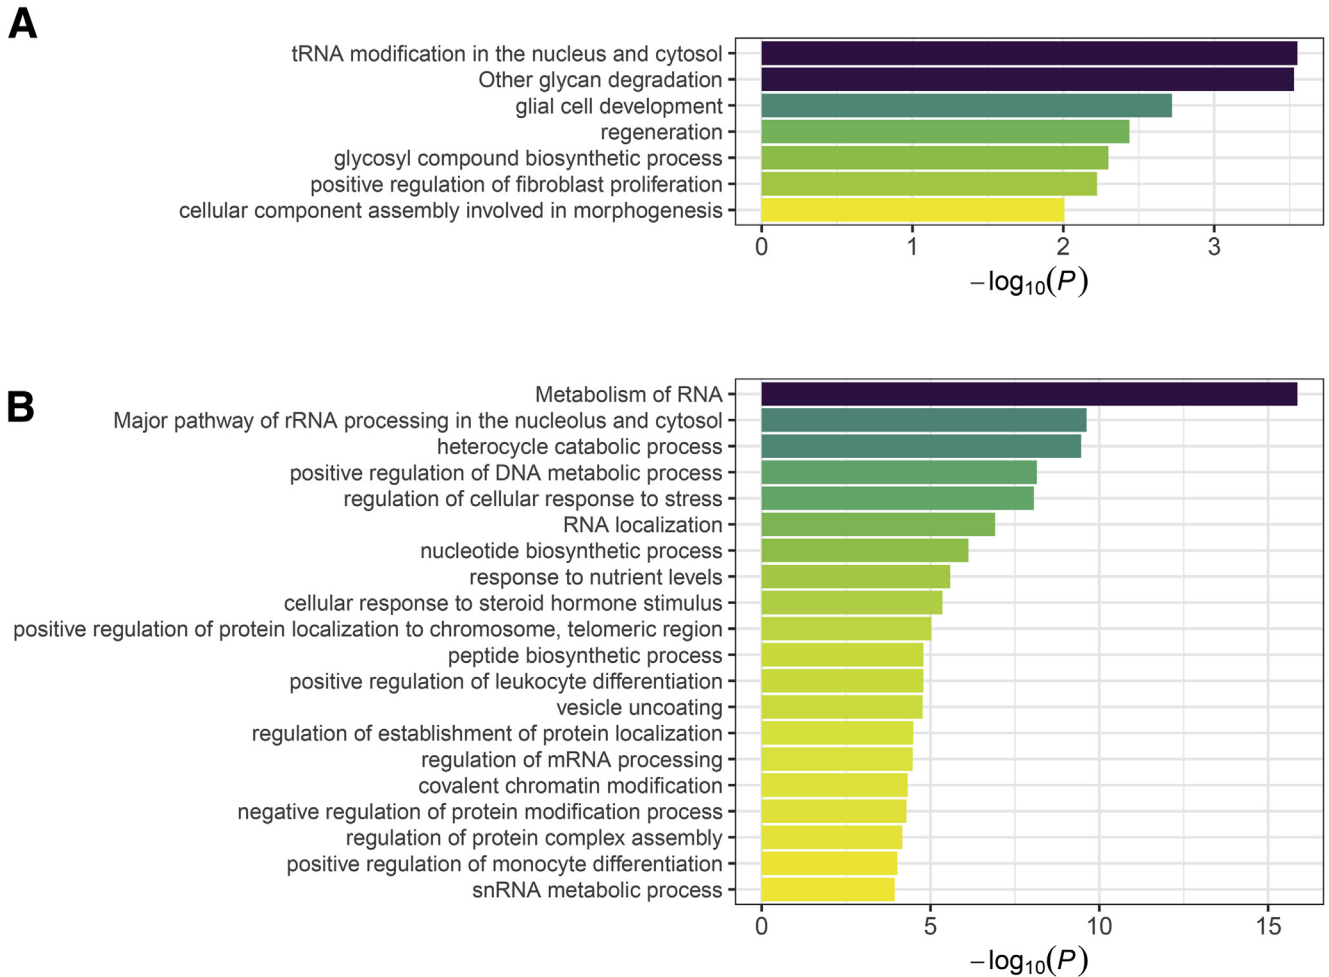 A
tRNA modification in the nucleus and cytosol
Other glycan degradation
glial cell development
regeneration
glycosyl compound biosynthetic process
positive regulation of fibroblast proliferation
cellular component assembly involved in morphogenesis
0 1 2 3
−log10(P)
B
Metabolism of RNA
Major pathway of rRNA processing in the nucleolus and cytosol
heterocycle catabolic process
positive regulation of DNA metabolic process
regulation of cellular response to stress
RNA localization
nucleotide biosynthetic process
response to nutrient levels
cellular response to steroid hormone stimulus
positive regulation of protein localization to chromosome, telomeric region
peptide biosynthetic process
positive regulation of leukocyte differentiation
vesicle uncoating
regulation of establishment of protein localization
regulation of mRNA processing
covalent chromatin modification
negative regulation of protein modification process
regulation of protein complex assembly
positive regulation of monocyte differentiation
snRNA metabolic process
0 5 10 15
−log10(P)